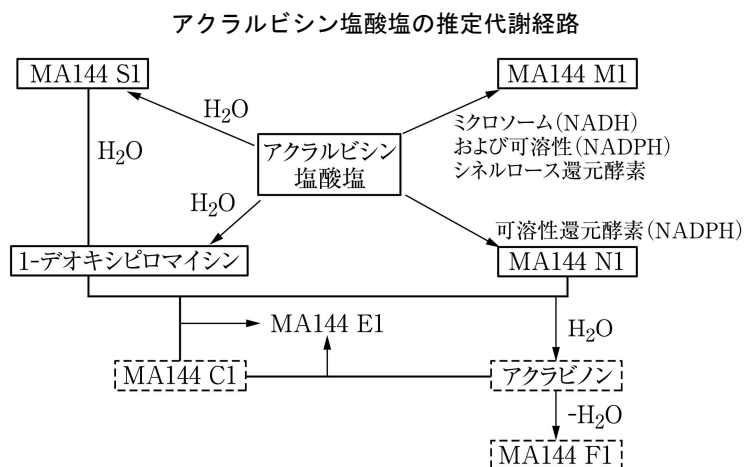 アクラルビシン塩酸塩の推定代謝経路
MA144 S1
MA144 M1
H₂O
H₂O
ミクロソーム(NADH)
および可溶性(NADPH)
シネルロース還元酵素
アクラルビシン
塩酸塩
H₂O
可溶性還元酵素(NADPH)
1-デオキシピロマイシン
MA144 N1
MA144 E1
H₂O
MA144 C1
アクラビノン
-H₂O
MA144 F1